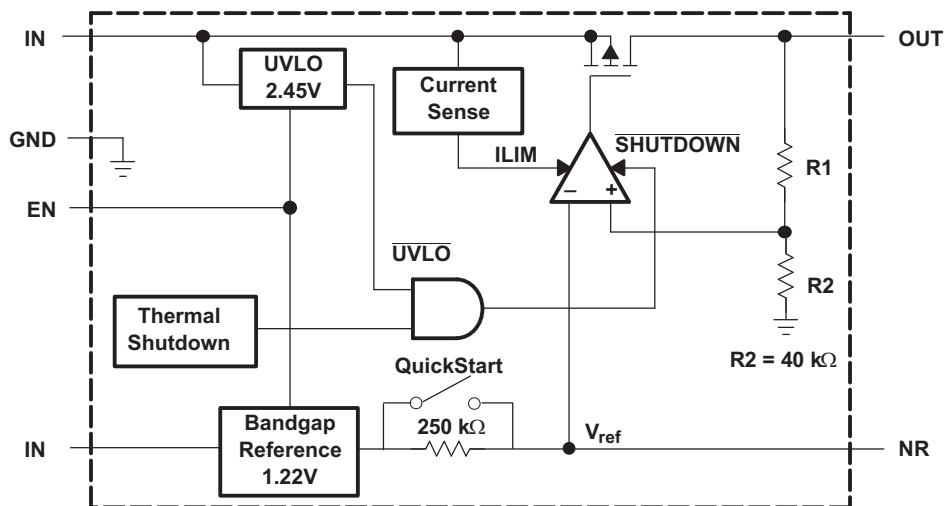 IN
OUT
UVLO
2.45V
Current
Sense
GND
ILIM
SHUTDOWN
R1
− +
EN
UVLO
R2
Thermal
Shutdown
R2 = 40 kΩ
QuickStart
250 kΩ
Bandgap
Reference
1.22V
Vref
IN
NR